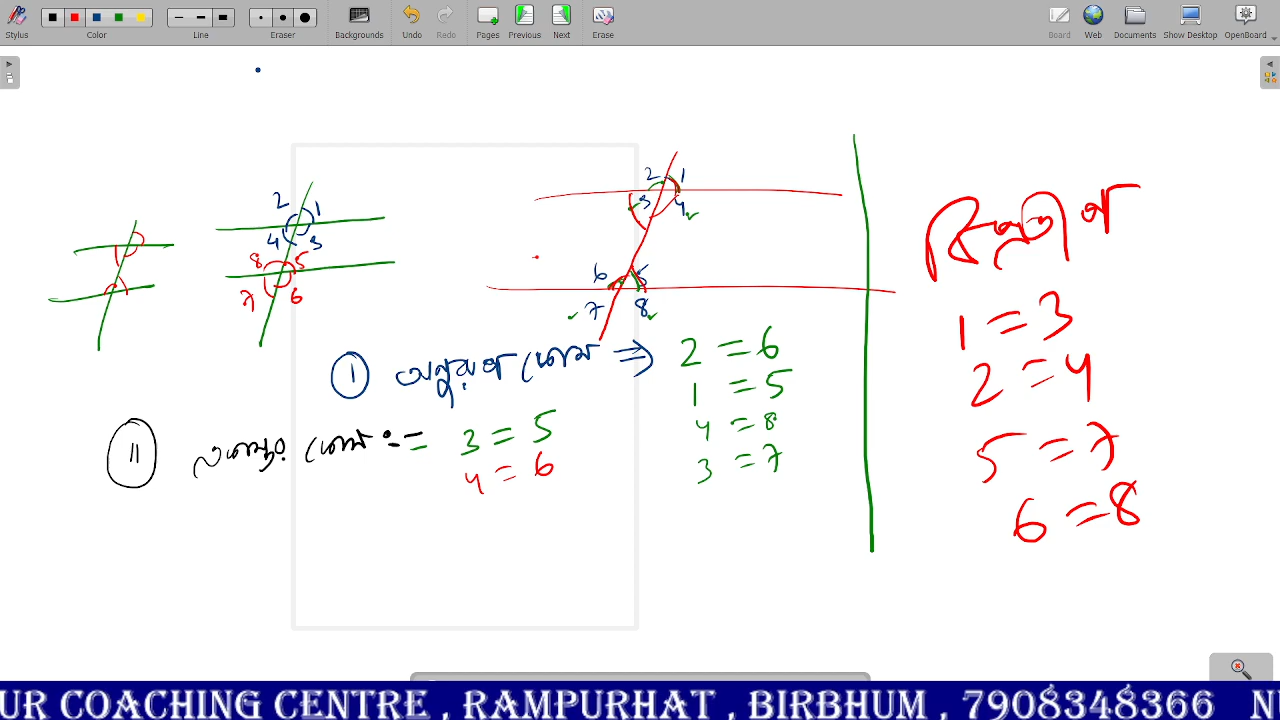 Stylus
Color
Line
Eraser
Backgrounds
Undo
Redo
Pages
Previous
Next
Erase
Board
Web
Documents
Show Desktop
OpenBoard
2 1
4 3
8 5
7 6
2 1
3 4
6 5
7 8
I অনুরূপ কোন ⇒ 2 = 6
1 = 5
4 = 8
3 = 7
II একান্তর কোন := 3 = 5
4 = 6
1 = 3
2 = 4
5 = 7
6 = 8
UR COACHING CENTRE , RAMPURHAT , BIRBHUM , 7908348366 N